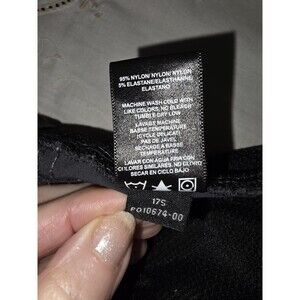 95% NYLON/ NYLON/ NYLON
5% ELASTANE/ELASTHANNE/
ELASTANO
MACHINE WASH COLD WITH
LIKE COLORS, NO BLEACH
TUMBLE DRY LOW
LAVAGE MACHINE
BASSE TEMPERATURE
(CYCLE DELICAT)
PAS DE JAVEL
SECHAGE A BASSE TEMPERATURE
LAVAR CON AGUA FRIA CON
COLORES SIMILARES. NO CLORO
SECAR EN CICLO BAJO
175
PO10674-00